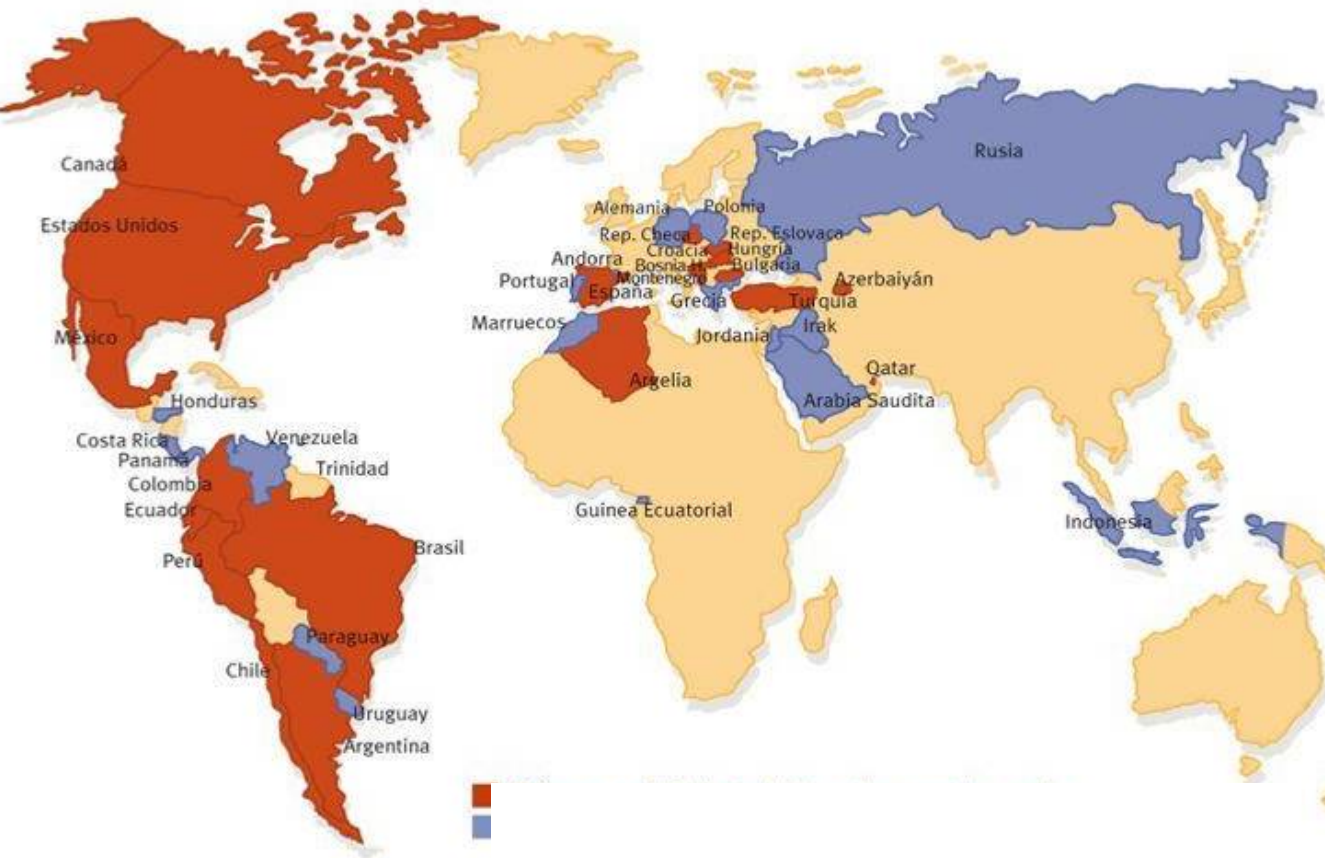 Canadá
Estados Unidos
México
Honduras
Costa Rica
Panamá
Venezuela
Trinidad
Colombia
Ecuador
Perú
Brasil
Paraguay
Chile
Uruguay
Argentina
Rusia
Alemania
Polonia
Rep. Checa
Rep. Eslovaca
Croacia
Hungría
Andorra
Bosnia-H.
Bulgaria
Portugal
España
Montenegro
Grecia
Turquía
Azerbaiyán
Marruecos
Jordania
Irak
Argelia
Qatar
Arabia Saudita
Guinea Ecuatorial
Indonesia